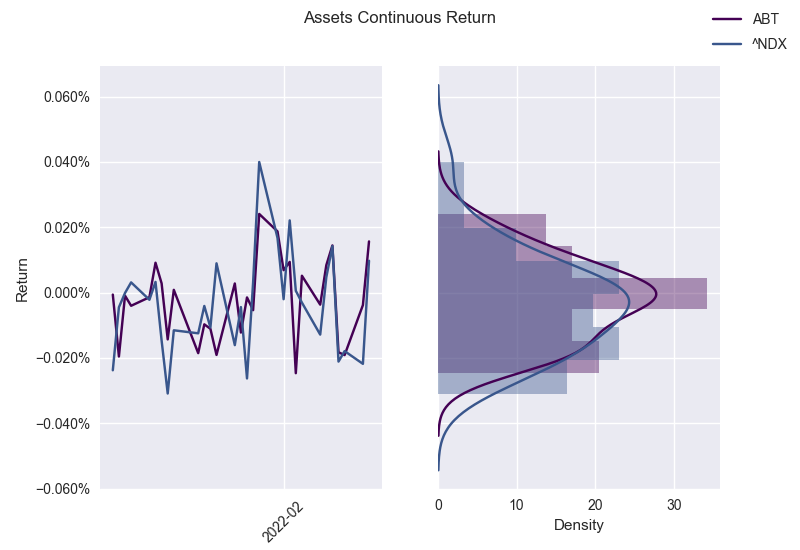 Assets Continuous Return
ABT
^NDX
Return
0.060%
0.040%
0.020%
0.000%
−0.020%
−0.040%
−0.060%
2022-02
0 10 20 30
Density